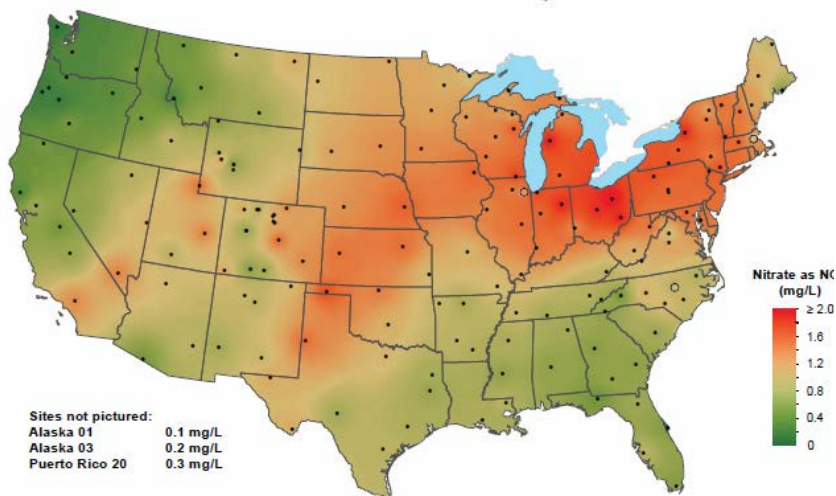 Nitrate as NO
(mg/L)
≥ 2.0
1.6
1.2
0.8
0.4
0
Sites not pictured:
Alaska 01 0.1 mg/L
Alaska 03 0.2 mg/L
Puerto Rico 20 0.3 mg/L